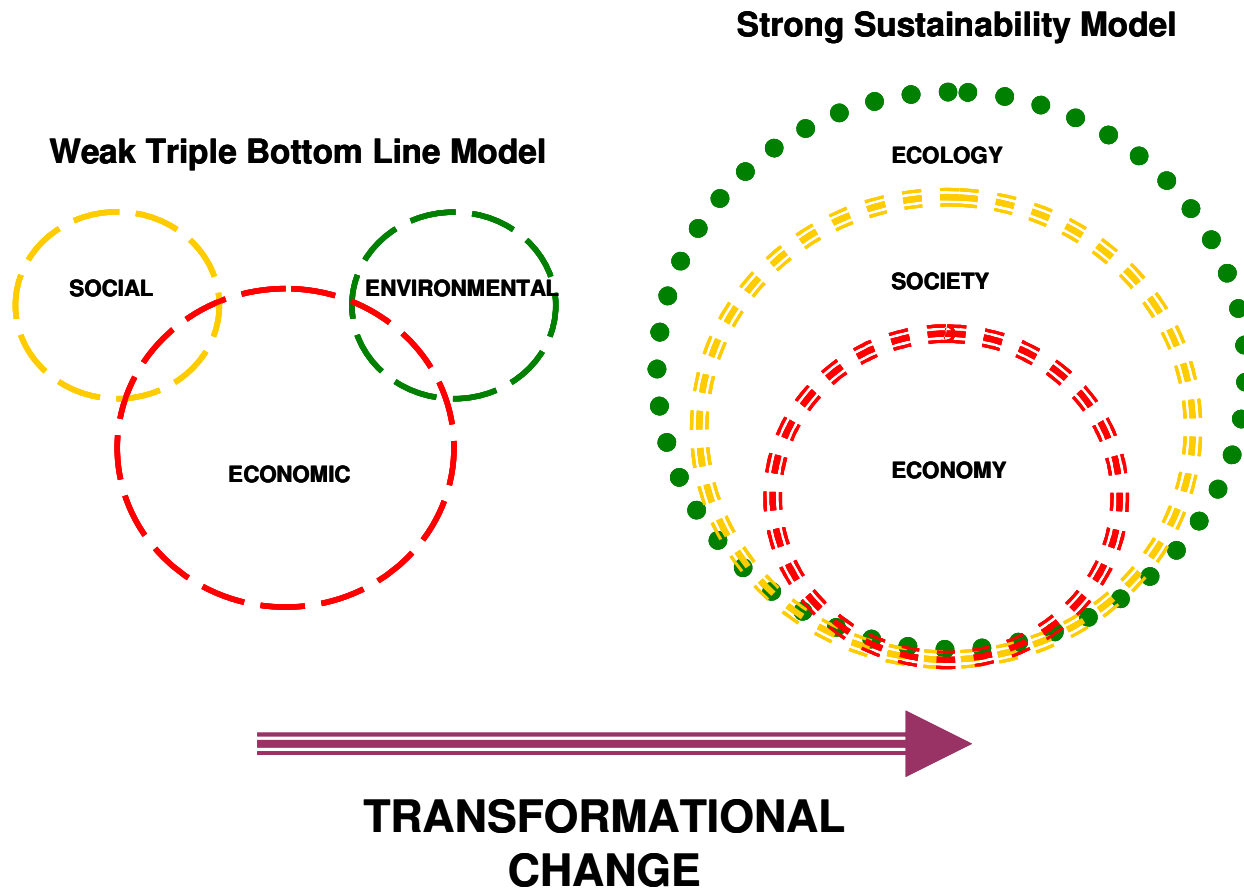 Strong Sustainability Model
Weak Triple Bottom Line Model
ECOLOGY
SOCIAL
ENVIRONMENTAL
SOCIETY
ECONOMIC
ECONOMY
TRANSFORMATIONAL
CHANGE